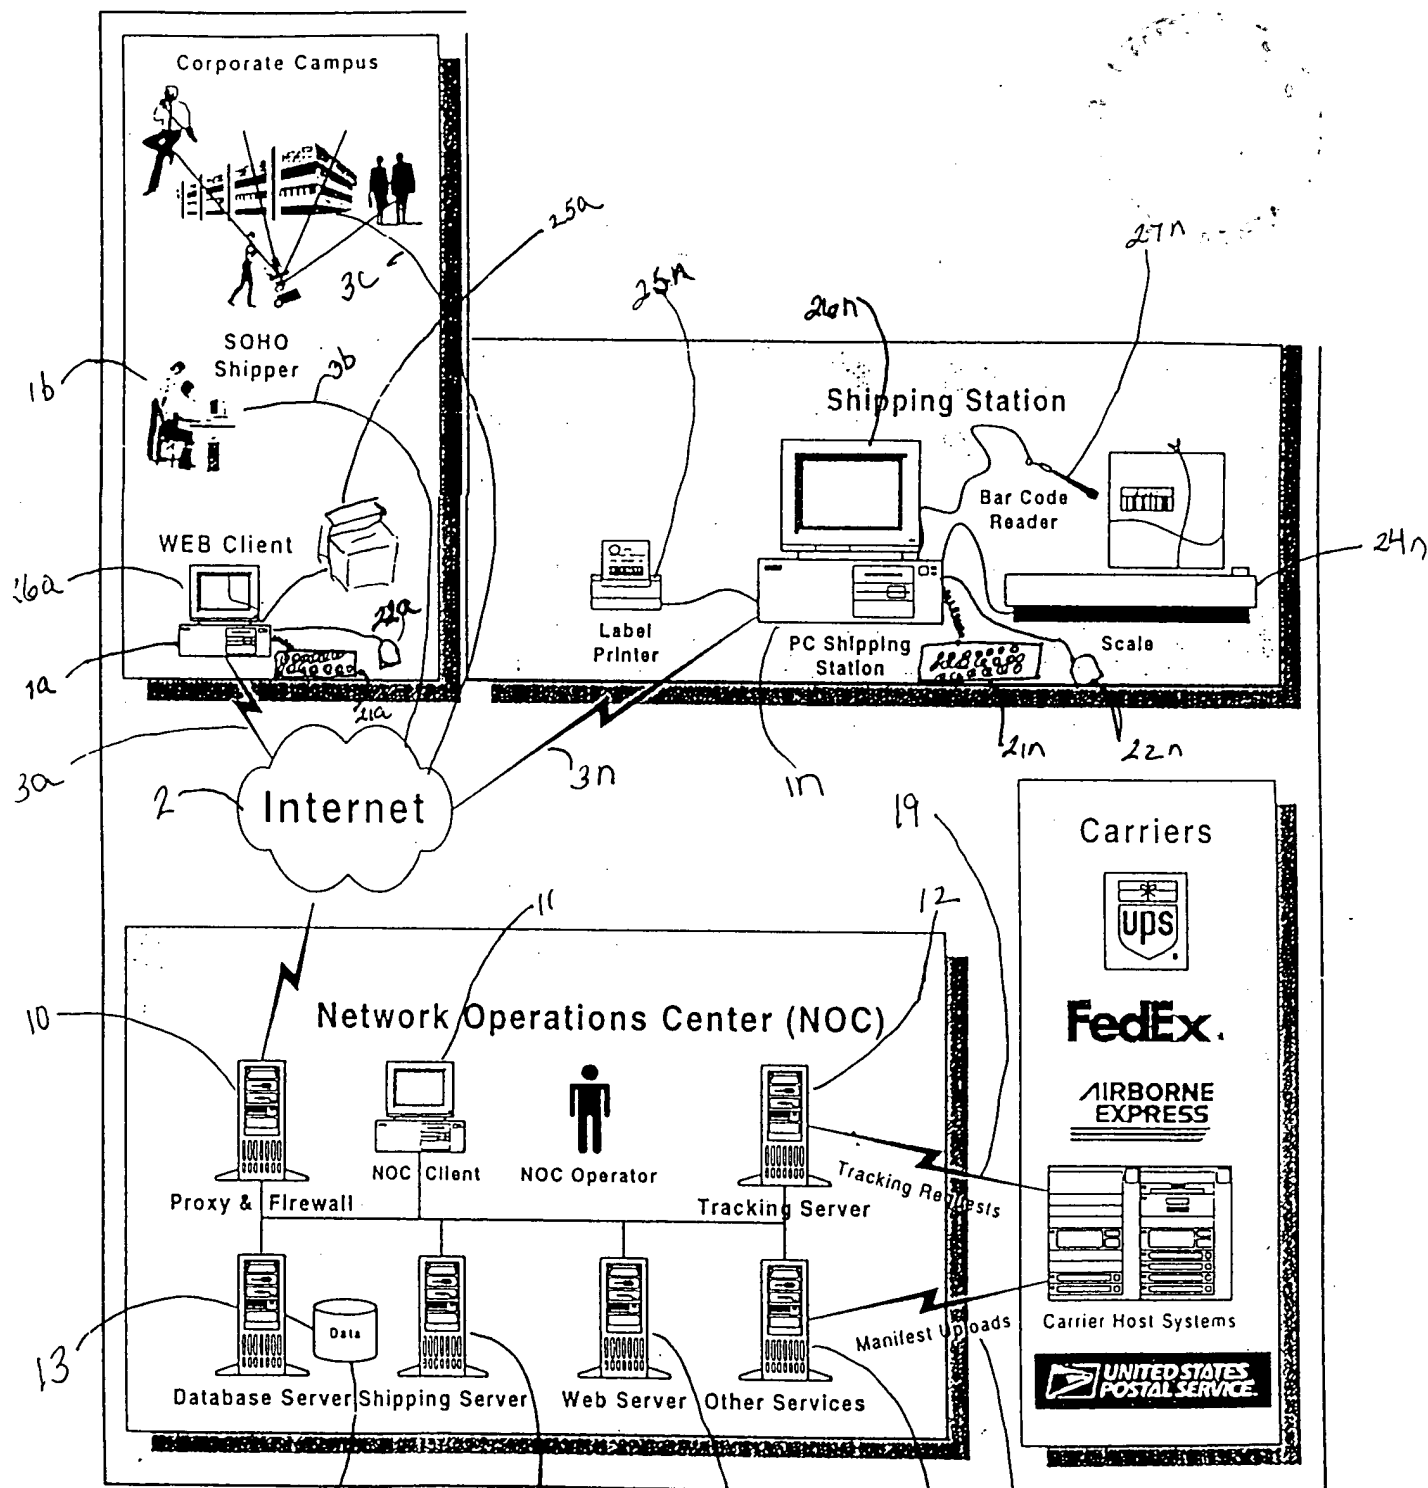 Corporate Campus
25a
27n
3c
25n
26n
SOHO
Shipper
3b
1b
Shipping Station
Bar Code
Reader
WEB Client
26a
24n
22a
Label
Printer
PC Shipping
Station
Scale
1a
21a
21n
22n
3a
3n
1n
2
Internet
19
Carriers
ups
11
12
10
Network Operations Center (NOC)
FedEx.
AIRBORNE
EXPRESS
NOC Client
NOC Operator
Tracking Requests
Proxy & Firewall
Tracking Server
13
Data
Manifest Uploads
Carrier Host Systems
Database Server
Shipping Server
Web Server
Other Services
UNITED STATES
POSTAL SERVICE